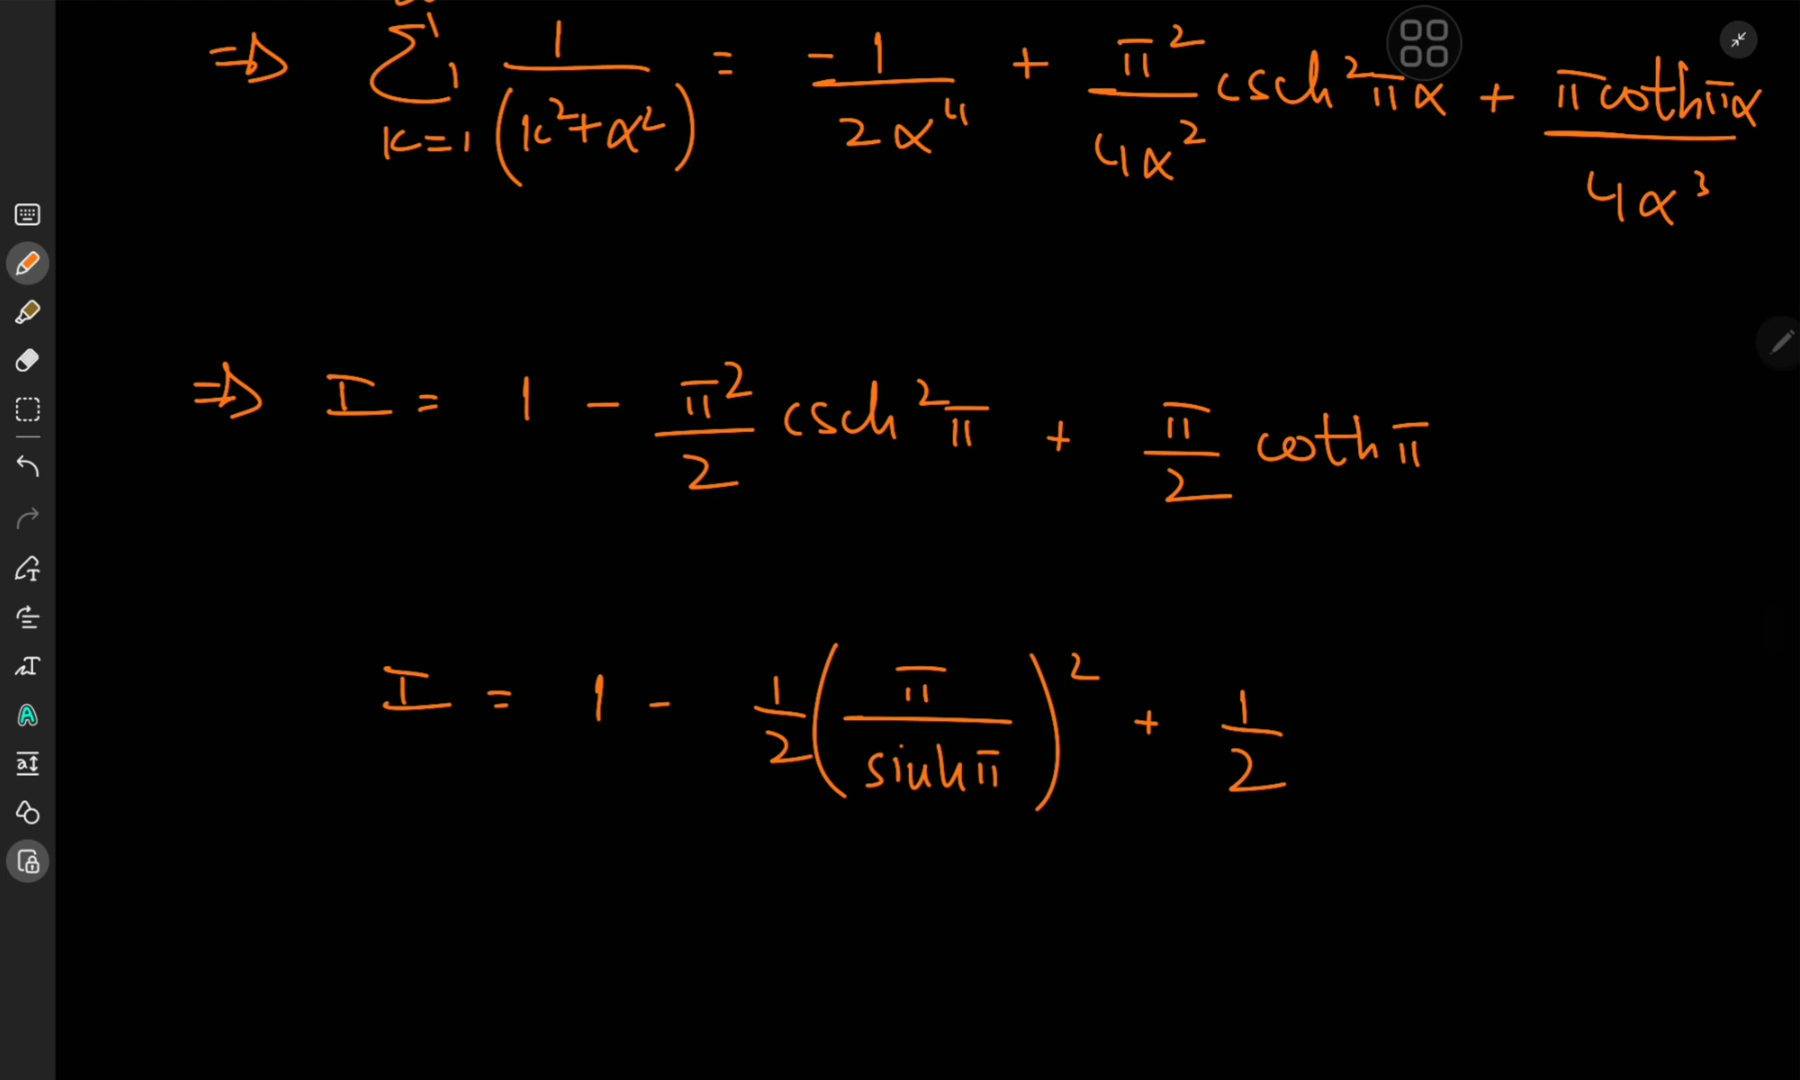 ⇒ ∑ k=1 1/(k²+α²) = -1/2α⁴ + π²/4α² csch²πα + π coth πα/4α³
⇒ I = 1 - π²/2 csch²π + π/2 coth π
I = 1 - 1/2 (π/sinh π)² + 1/2